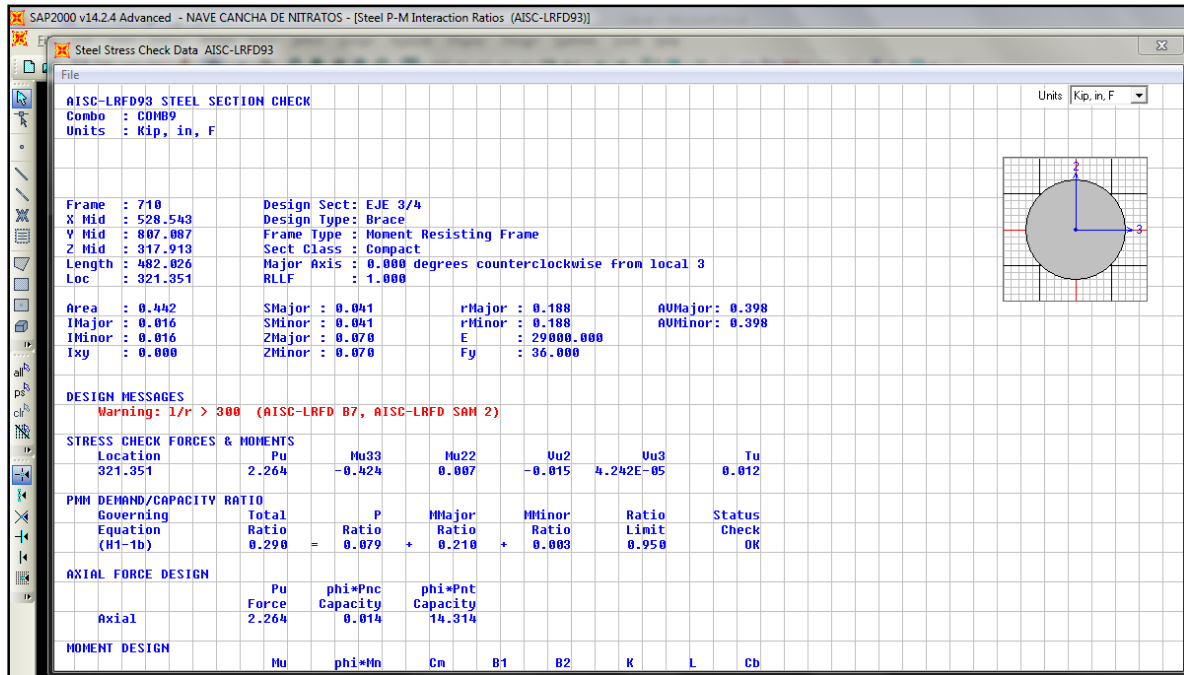 SAP2000 v14.2.4 Advanced - NAVE CANCHA DE NITRATOS - [Steel P-M Interaction Ratios (AISC-LRFD93)]
Steel Stress Check Data AISC-LRFD93
File
Units Kip, in, F
AISC-LRFD93 STEEL SECTION CHECK
Combo : COMB9
Units : Kip, in, F
Frame : 710 Design Sect: EJE 3/4
X Mid : 528.543 Design Type: Brace
Y Mid : 807.087 Frame Type : Moment Resisting Frame
Z Mid : 317.913 Sect Class : Compact
Length : 482.026 Major Axis : 0.000 degrees counterclockwise from local 3
Loc : 321.351 RLLF : 1.000
Area : 0.442 SMajor : 0.041 rMajor : 0.188 AVMajor: 0.398
IMajor : 0.016 SMinor : 0.041 rMinor : 0.188 AVMinor: 0.398
IMinor : 0.016 ZMajor : 0.070 E : 29000.000
Ixy : 0.000 ZMinor : 0.070 Fy : 36.000
2
3
DESIGN MESSAGES
Warning: l/r > 300 (AISC-LRFD B7, AISC-LRFD SAM 2)
STRESS CHECK FORCES & MOMENTS
Location Pu Mu33 Mu22 Vu2 Vu3 Tu
321.351 2.264 -0.424 0.007 -0.015 4.242E-05 0.012
PMM DEMAND/CAPACITY RATIO
Governing Total P MMajor MMinor Ratio Status
Equation Ratio Ratio Ratio Ratio Limit Check
(H1-1b) 0.290 = 0.079 + 0.210 + 0.003 0.950 OK
AXIAL FORCE DESIGN
Pu phi*Pnc phi*Pnt
Force Capacity Capacity
Axial 2.264 0.014 14.314
MOMENT DESIGN
Mu phi*Mn Cm B1 B2 K L Cb
all
ps
clr